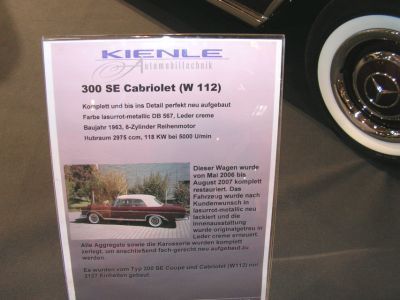 KIENLE
Automobiltechnik
300 SE Cabriolet (W 112)
Komplett und bis ins Detail perfekt neu aufgebaut
Farbe lasurrot-metallic DB 567, Leder creme
Baujahr 1963, 6-Zylinder Reihenmotor
Hubraum 2975 ccm, 118 KW bei 5000 U/min
Dieser Wagen wurde
von Mai 2006 bis
August 2007 komplett
restauriert. Das
Fahrzeug wurde nach
Kundenwunsch in
lasurrot-metallic neu
lackiert und die
Innenausstattung
wurde originalgetreu in
Leder creme erneuert.
Alle Aggregate sowie die Karosserie wurden komplett
zerlegt, um anschließend fach-gerecht neu aufgebaut zu
werden.
Es wurden vom Typ 300 SE Coupé und Cabriolet (W112) nur
3127 Einheiten gebaut.